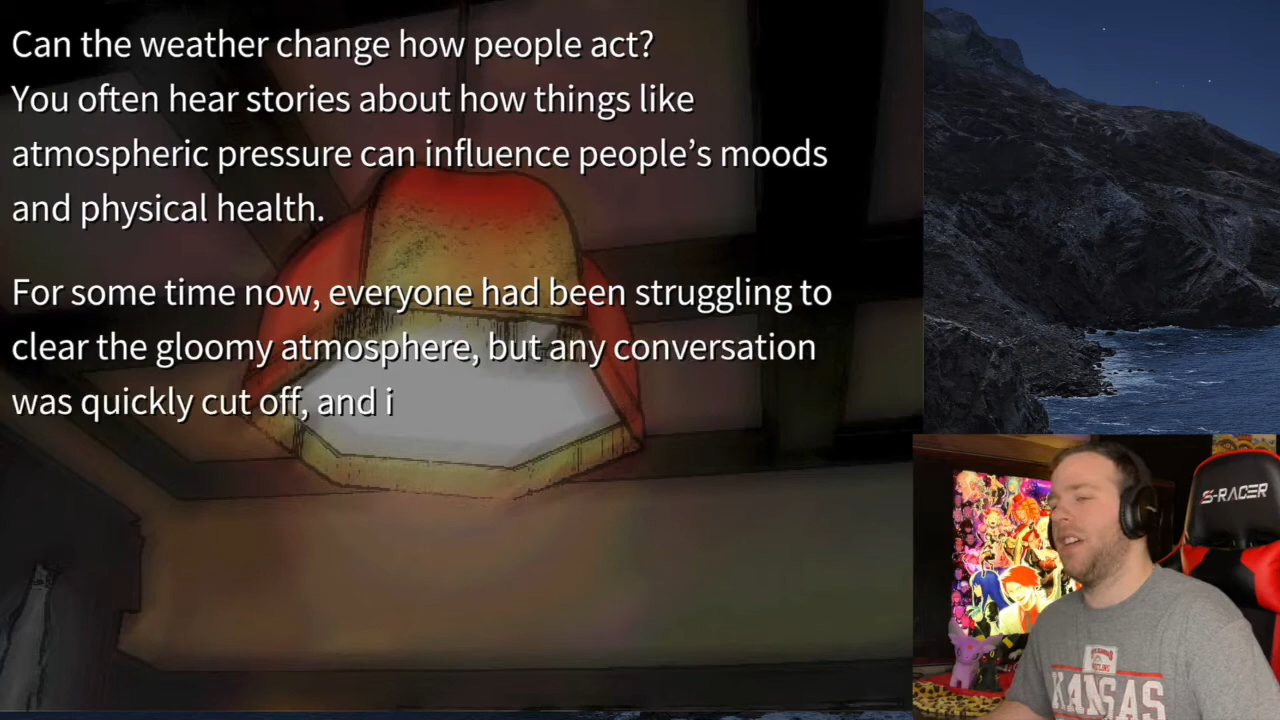 Can the weather change how people act?
You often hear stories about how things like
atmospheric pressure can influence people’s moods
and physical health.
For some time now, everyone had been struggling to
clear the gloomy atmosphere, but any conversation
was quickly cut off, and i
S-RACER
KANSAS